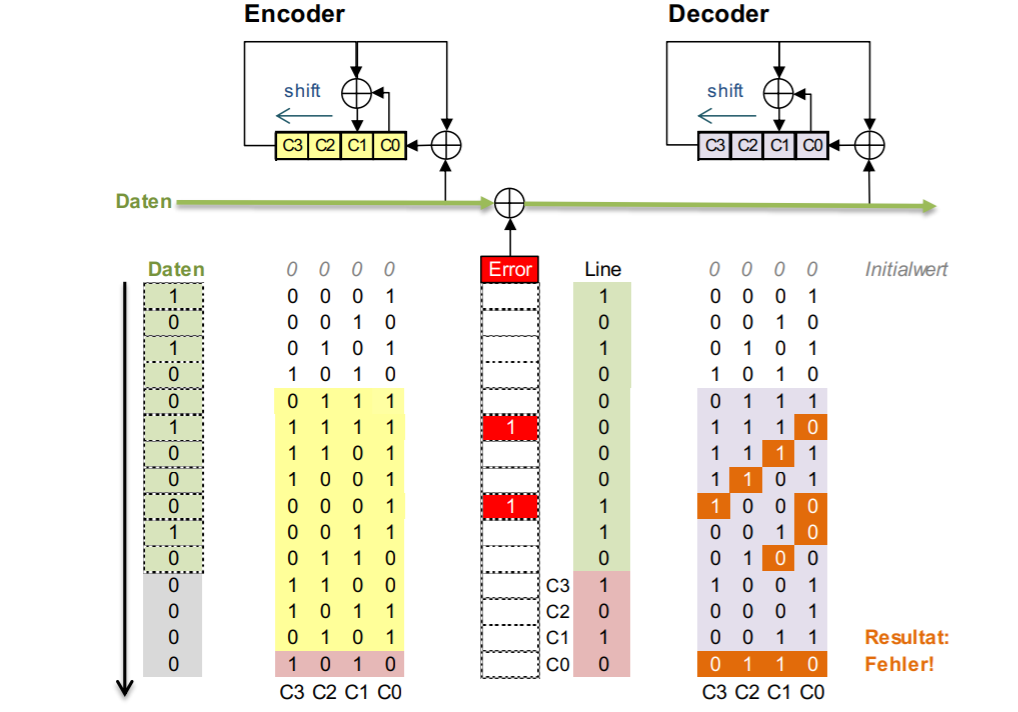 Encoder Decoder
shift shift
C3 C2 C1 C0 C3 C2 C1 C0
Daten
Daten 0 0 0 0 Error Line 0 0 0 0 Initialwert
1 0 0 0 1 1 0 0 0 1
0 0 0 1 0 0 0 0 1 0
1 0 1 0 1 1 0 1 0 1
0 1 0 1 0 0 1 0 1 0
0 0 1 1 1 0 0 1 1 1
1 1 1 1 1 1 0 1 1 1 0
0 1 1 0 1 0 1 1 1 1
0 1 0 0 1 0 1 1 0 1
0 0 0 0 1 1 1 1 0 0 0
1 0 0 1 1 1 0 0 1 0
0 0 1 1 0 0 0 1 0 0
0 1 1 0 0 C3 1 1 0 0 1
0 1 0 1 1 C2 0 0 0 0 1
0 0 1 0 1 C1 1 0 0 1 1 Resultat:
0 1 0 1 0 C0 0 0 1 1 0 Fehler!
C3 C2 C1 C0 C3 C2 C1 C0